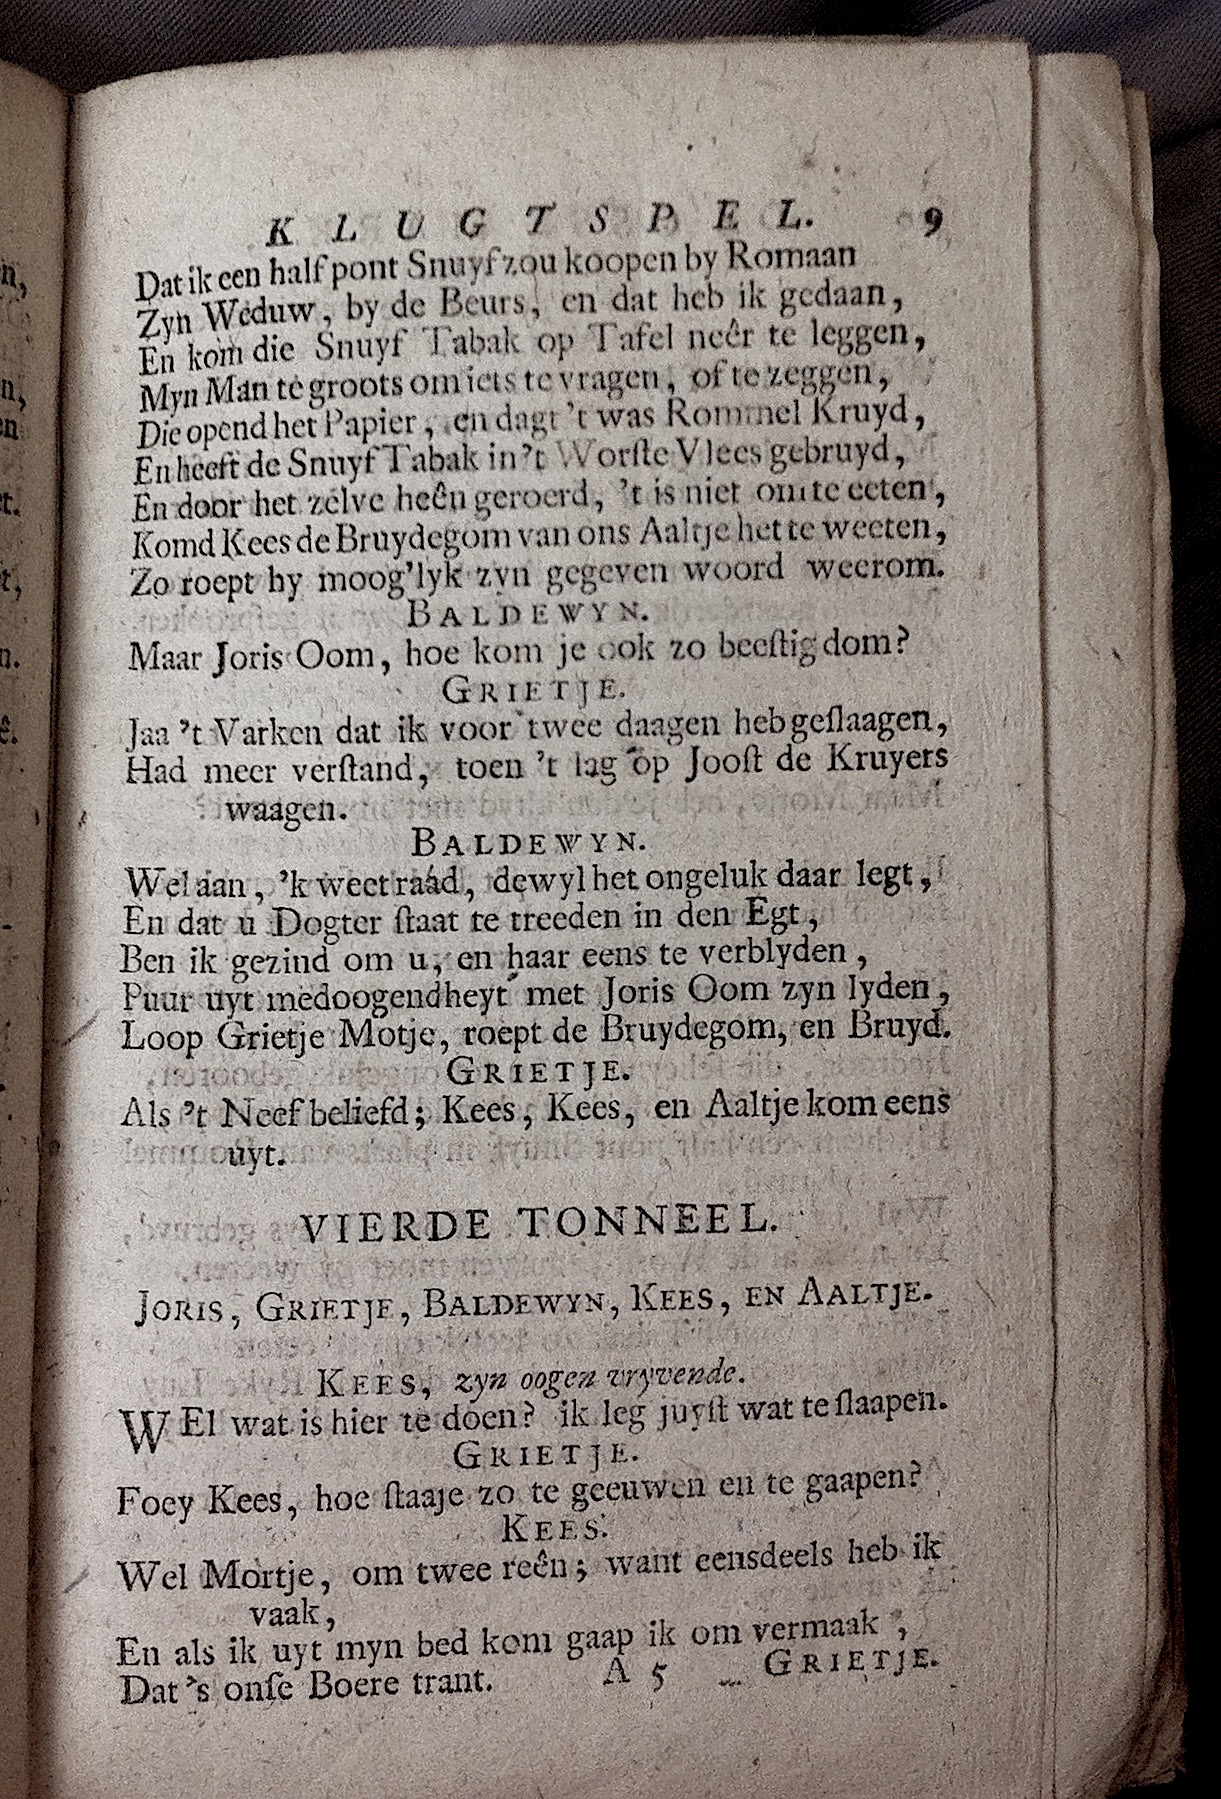 KLUGTSPEL. 9
Dat ik een half pont Snuyf zou koopen by Romaan
Zyn Weduw, by de Beurs, en dat heb ik gedaan,
En kom die Snuyf Tabak op Tafel neêr te leggen,
Myn Man te groots om iets te vragen, of te zeggen,
Die opend het Papier, en dagt 't was Rommel Kruyd,
En heeft de Snuyf Tabak in 't Worſte Vlees gebruyd,
En door het zelve heên geroerd, 't is niet om te eeten,
Komd Kees de Bruydegom van ons Aaltje het te weeten,
Zo roept hy moog'lyk zyn gegeven woord weerom.
BALDEWYN.
Maar Joris Oom, hoe kom je ook zo beeſtig dom?
GRIETJE.
Jaa 't Varken dat ik voor twee daagen heb geſlaagen,
Had meer verſtand, toen 't lag op Jooſt de Kruyers
waagen.
BALDEWYN.
Wel aan, 'k weet raád, dewyl het ongeluk daar legt,
En dat u Dogter ſtaat te treeden in den Egt,
Ben ik gezind om u, en haar eens te verblyden,
Puur uyt medoogendheyt met Joris Oom zyn lyden,
Loop Grietje Motje, roept de Bruydegom, en Bruyd.
GRIETJE.
Als 't Neef beliefd; Kees, Kees, en Aaltje kom eens
uyt.
VIERDE TONNEEL.
JORIS, GRIETJE, BALDEWYN, KEES, EN AALTJE.
KEES, zyn oogen vryvende.
WEl wat is hier te doen? ik leg juyſt wat te ſlaapen.
GRIETJE.
Foey Kees, hoe ſtaaje zo te geeuwen en te gaapen?
KEES.
Wel Mortje, om twee reên; want eensdeels heb ik
vaak,
En als ik uyt myn bed kom gaap ik om vermaak,
Dat 's onſe Boere trant. A 5 GRIETJE.